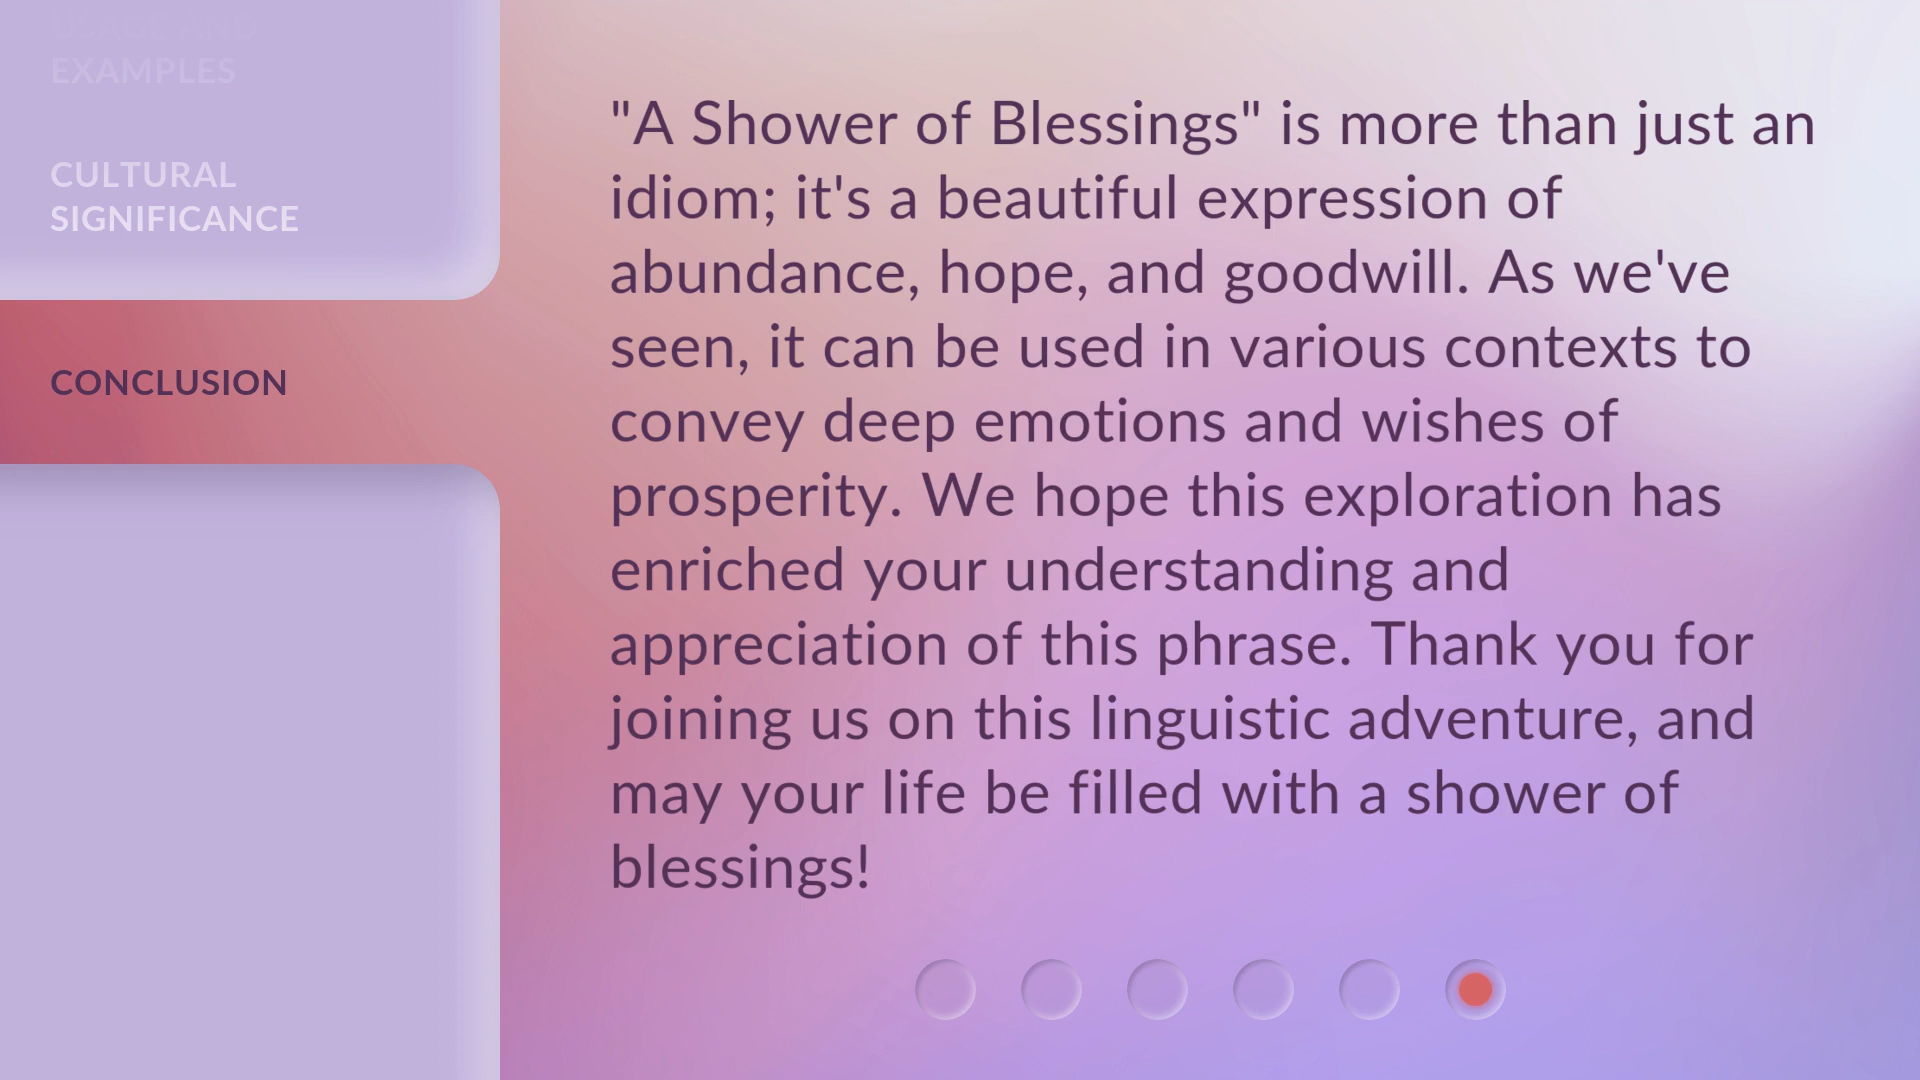 USAGE AND
EXAMPLES
CULTURAL
SIGNIFICANCE
CONCLUSION
"A Shower of Blessings" is more than just an
idiom; it's a beautiful expression of
abundance, hope, and goodwill. As we've
seen, it can be used in various contexts to
convey deep emotions and wishes of
prosperity. We hope this exploration has
enriched your understanding and
appreciation of this phrase. Thank you for
joining us on this linguistic adventure, and
may your life be filled with a shower of
blessings!